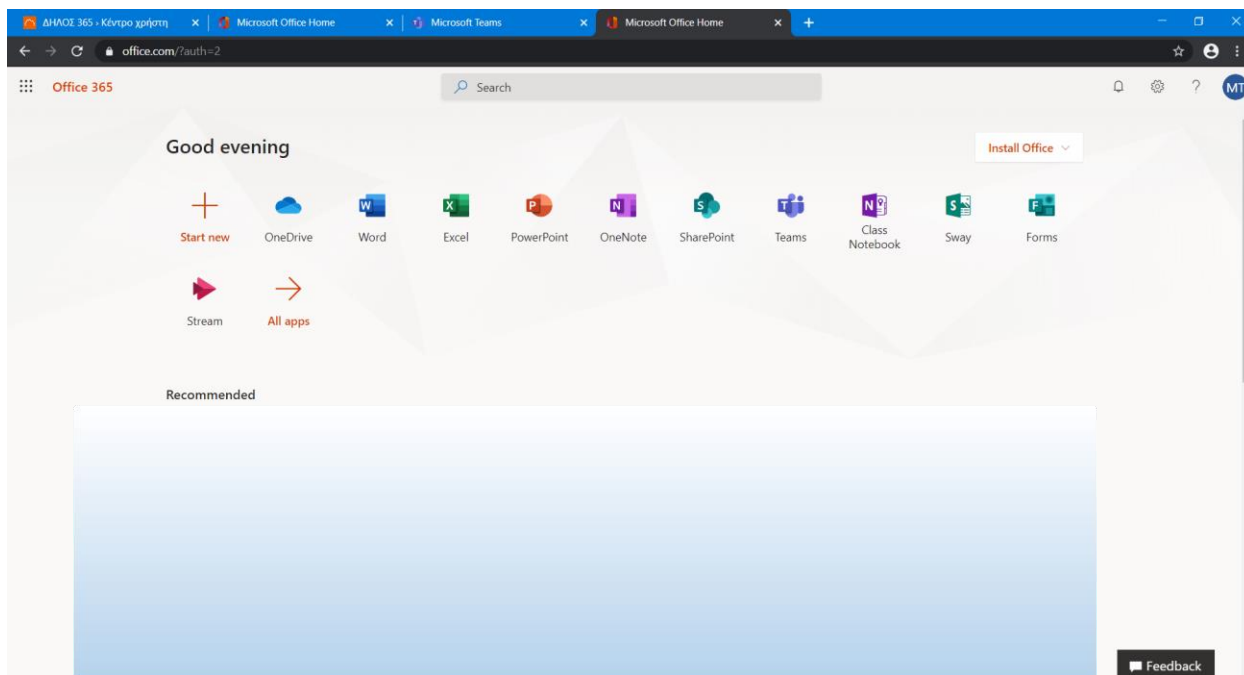 ΔΗΛΟΣ 365 › Κέντρο χρήστη Microsoft Office Home Microsoft Teams Microsoft Office Home
office.com/?auth=2
Office 365 Search ? MT
Good evening Install Office
Start new OneDrive Word Excel PowerPoint OneNote SharePoint Teams Class Notebook Sway Forms
Stream All apps
Recommended
Feedback